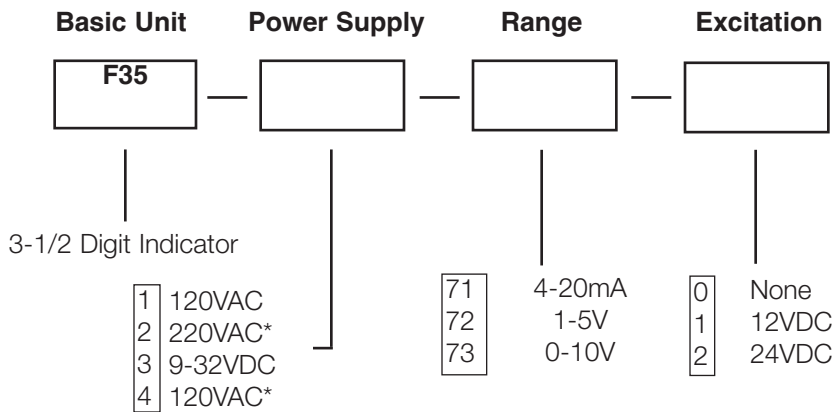 Basic Unit Power Supply Range Excitation
F35
3-1/2 Digit Indicator
1 120VAC
2 220VAC*
3 9-32VDC
4 120VAC*
71 4-20mA
72 1-5V
73 0-10V
0 None
1 12VDC
2 24VDC